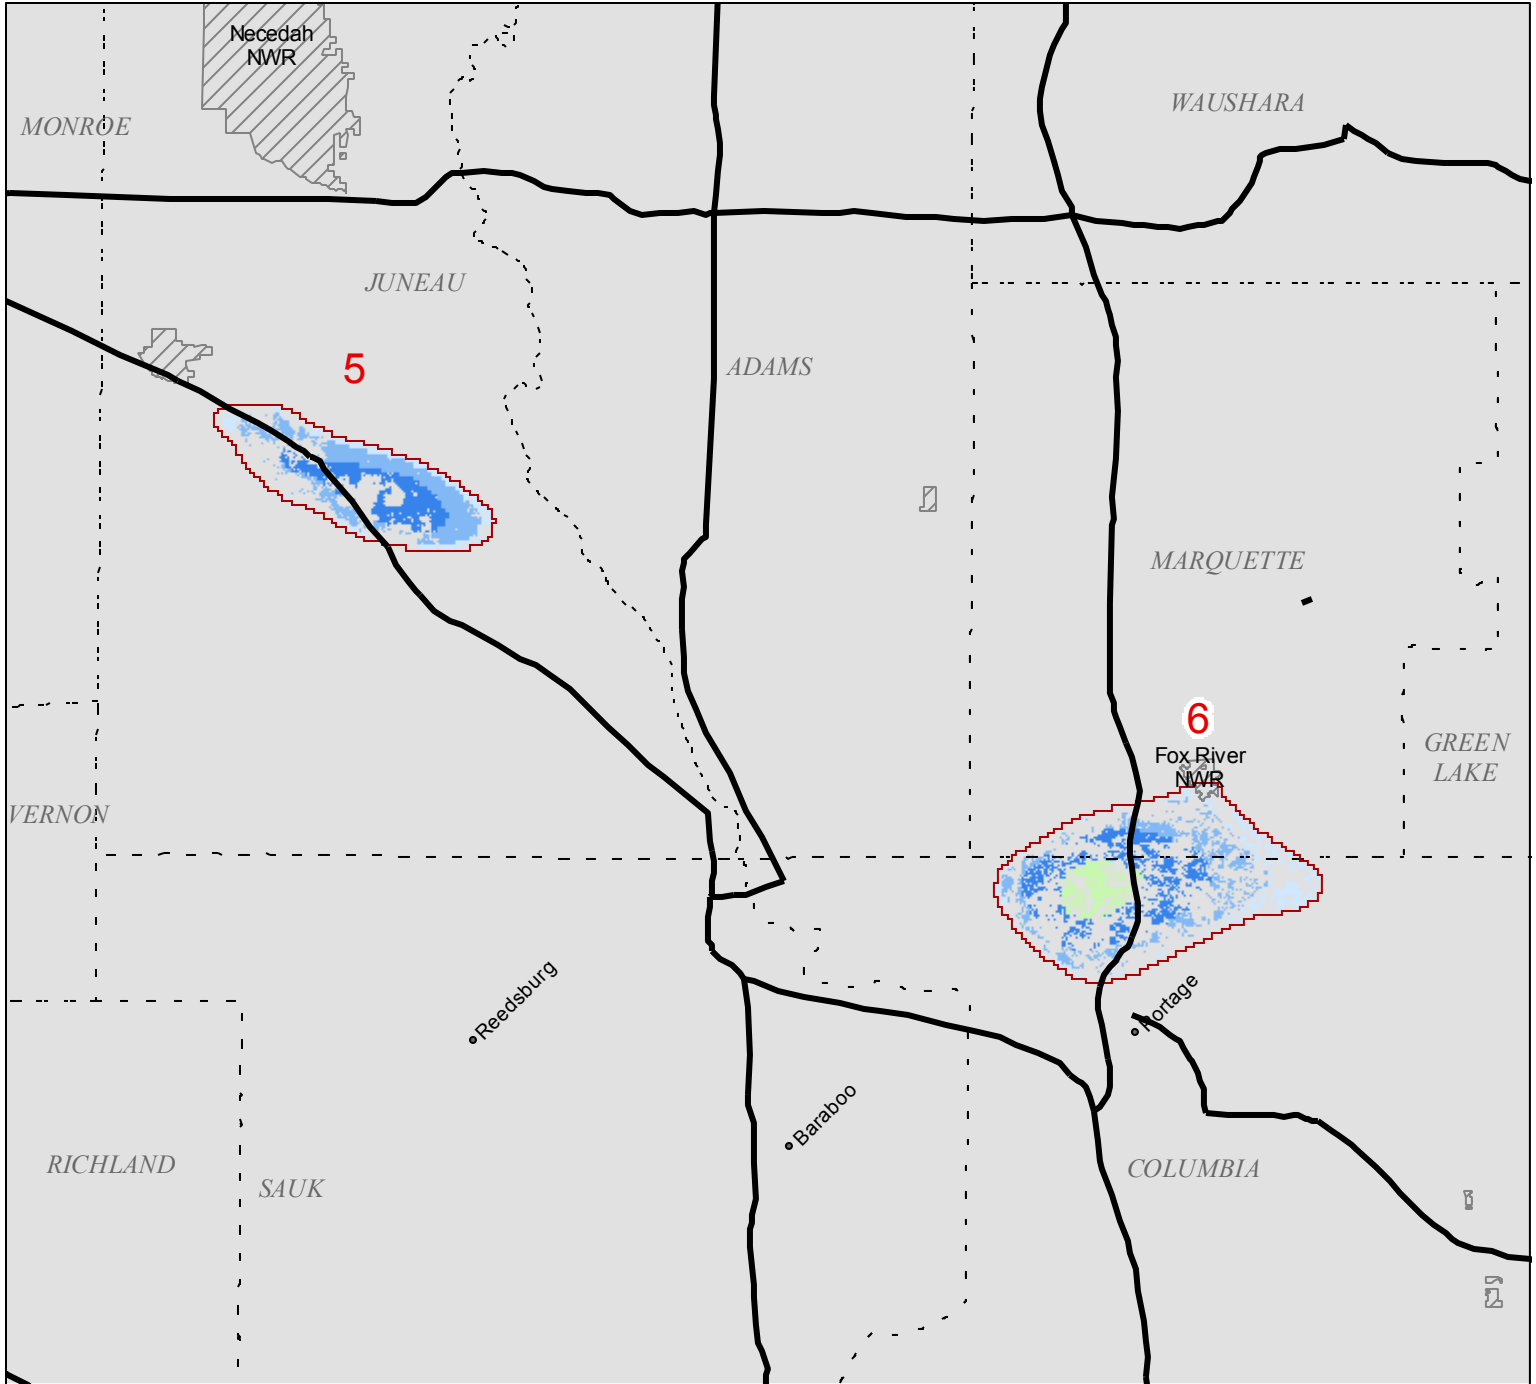 Necedah
NWR
WAUSHARA
MONROE
JUNEAU
5
ADAMS
MARQUETTE
6
Fox River
NWR
GREEN
LAKE
VERNON
Reedsburg
Portage
Baraboo
RICHLAND
SAUK
COLUMBIA